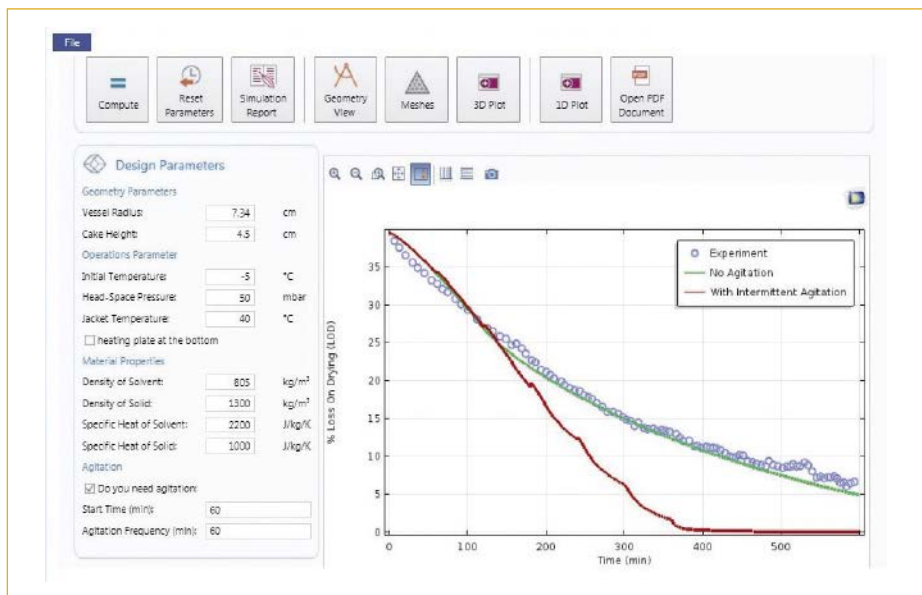 File
Compute
Reset
Parameters
Simulation
Report
Geometry
View
Meshes
3D Plot
1D Plot
Open PDF
Document
Design Parameters
Geometry Parameters
Vessel Radius: 7.34 cm
Cake Height: 4.5 cm
Operations Parameter
Initial Temperature: -5 °C
Head-Space Pressure: 50 mbar
Jacket Temperature: 40 °C
heating plate at the bottom
Material Properties
Density of Solvent: 805 kg/m³
Density of Solid: 1300 kg/m³
Specific Heat of Solvent: 2200 J/kg/K
Specific Heat of Solid: 1000 J/kg/K
Agitation
Do you need agitation:
Start Time (min): 60
Agitation Frequency (min): 60
% Loss On Drying (LOD)
35
30
25
20
15
10
5
0
Experiment
No Agitation
With Intermittent Agitation
0 100 200 300 400 500
Time (min)